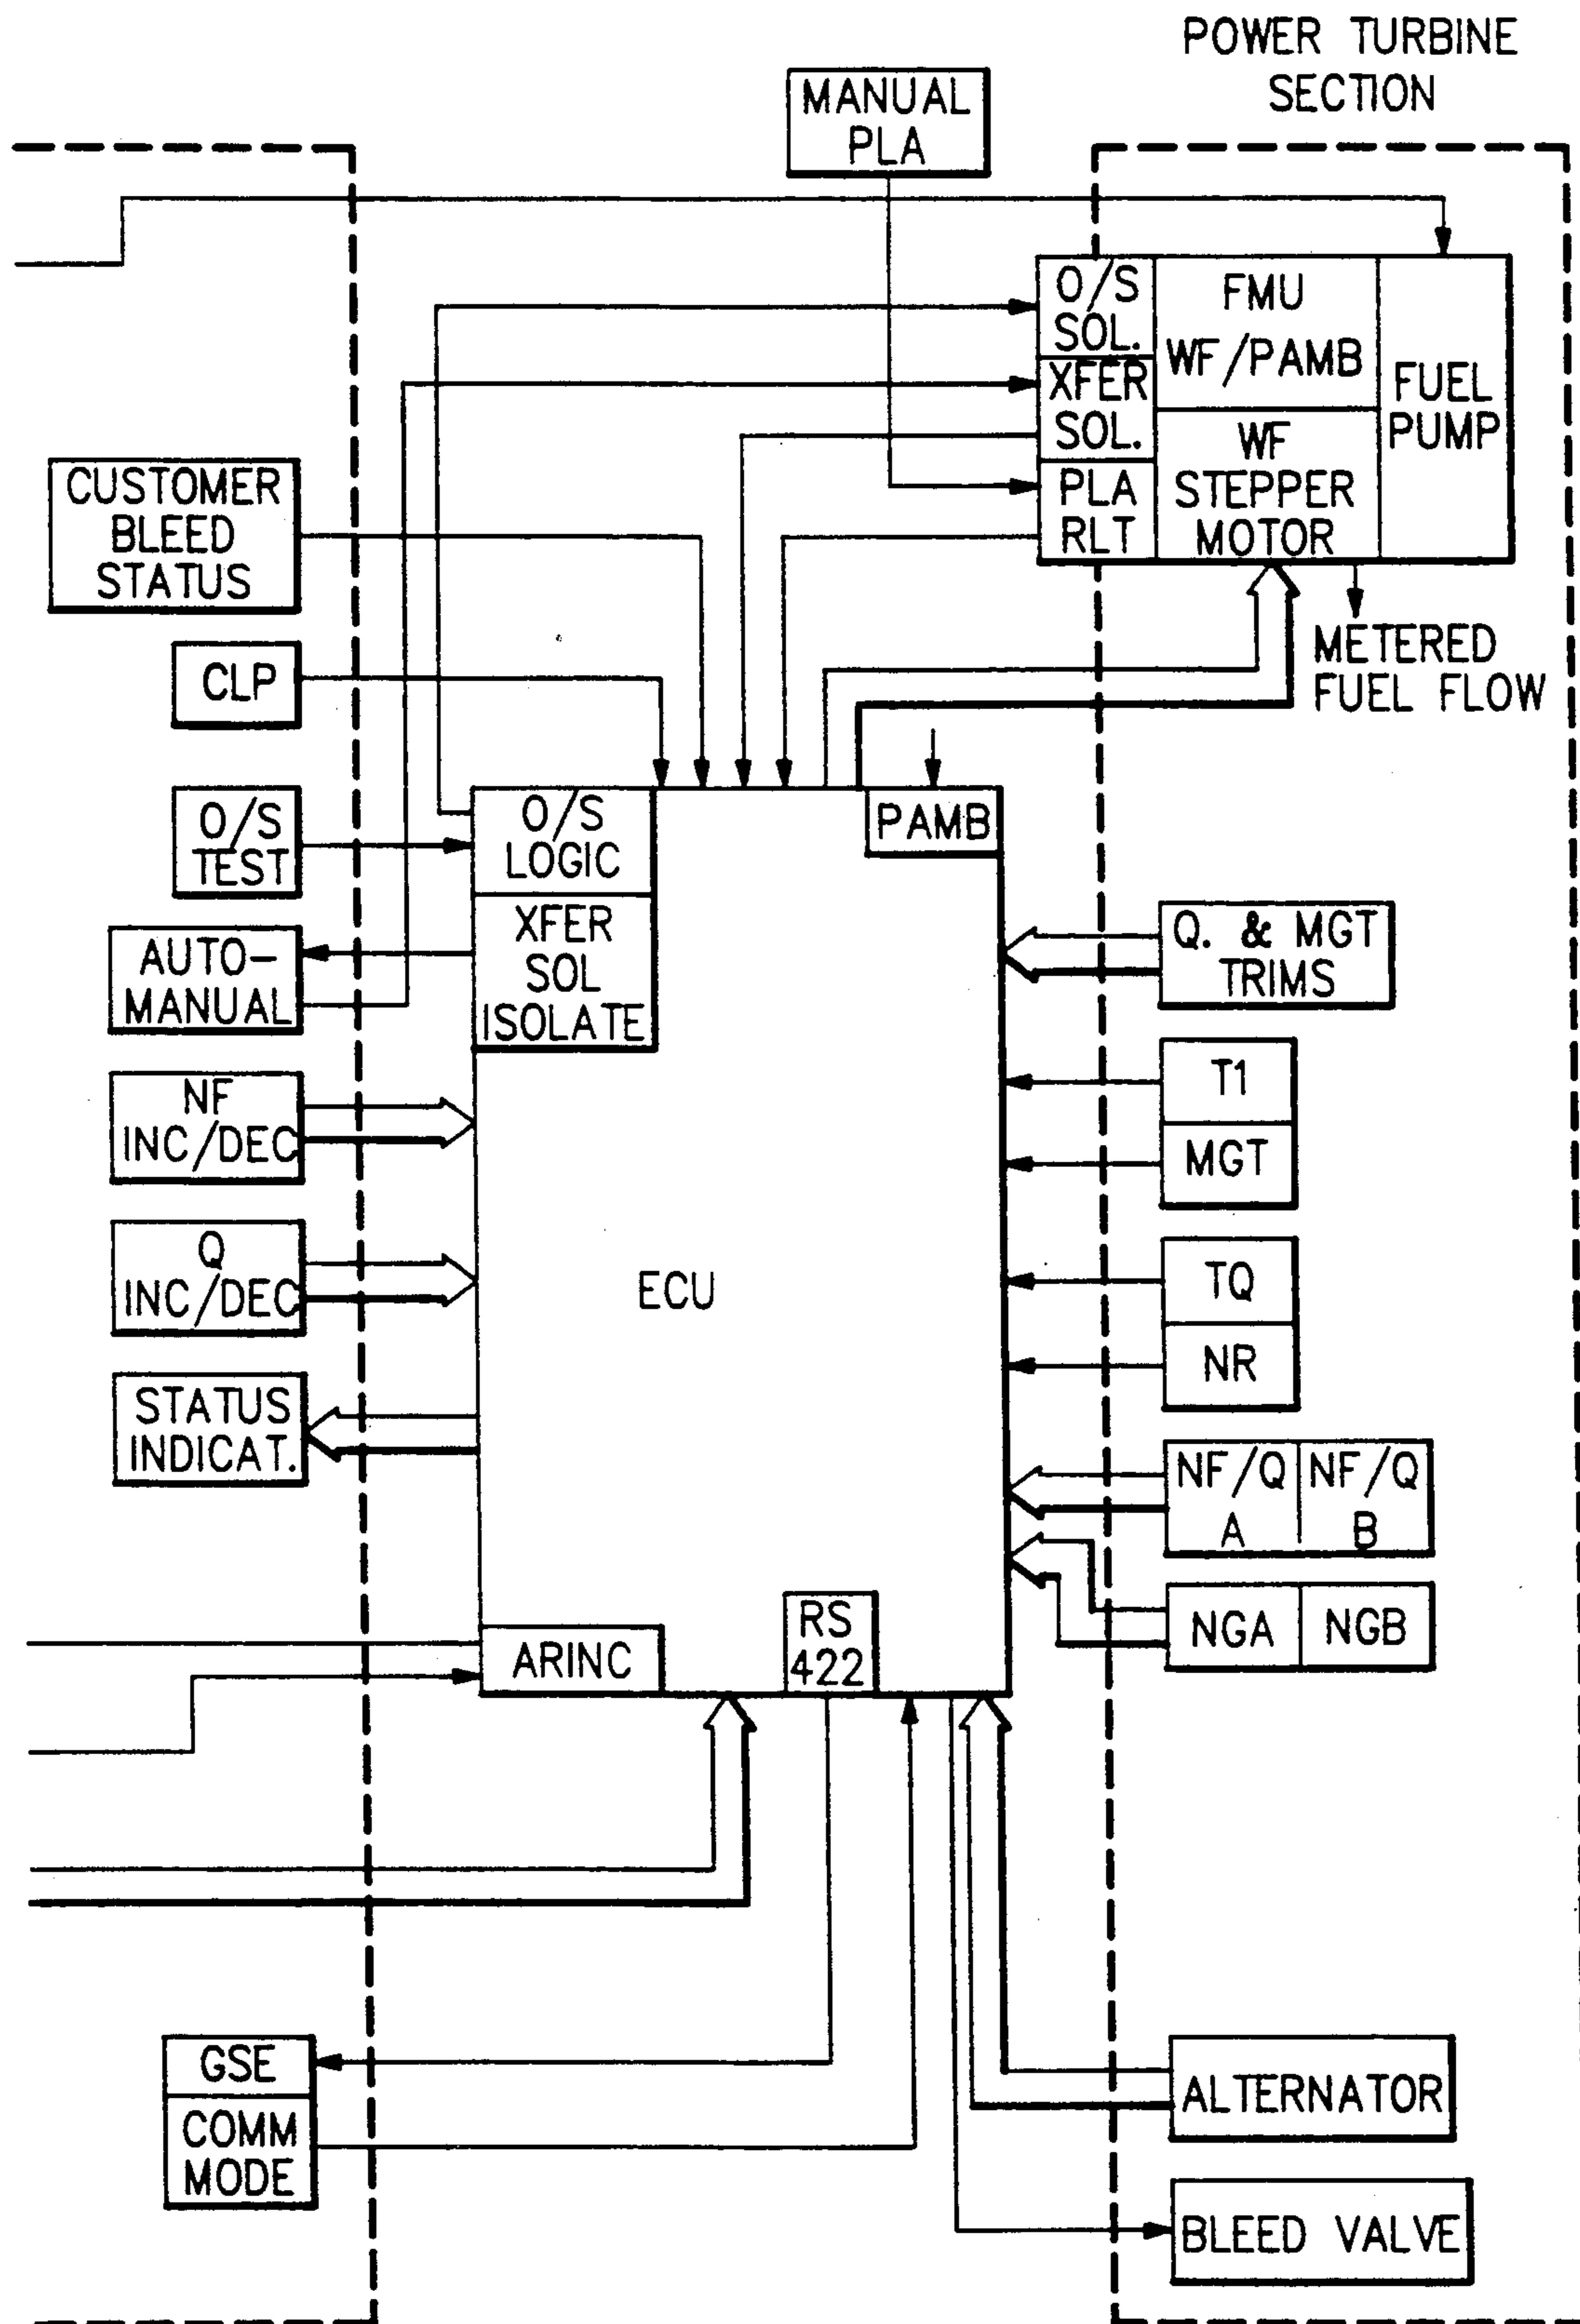 POWER TURBINE
SECTION
MANUAL
PLA
O/S
SOL.
XFER
SOL.
PLA
RLT
FMU
WF/PAMB
WF
STEPPER
MOTOR
FUEL
PUMP
METERED
FUEL FLOW
CUSTOMER
BLEED
STATUS
CLP
O/S
TEST
AUTO-
MANUAL
NF
INC/DEC
Q
INC/DEC
STATUS
INDICAT.
O/S
LOGIC
XFER
SOL
ISOLATE
PAMB
ECU
ARINC
RS
422
Q. & MGT
TRIMS
T1
MGT
TQ
NR
NF/Q
A
NF/Q
B
NGA
NGB
GSE
COMM
MODE
ALTERNATOR
BLEED VALVE